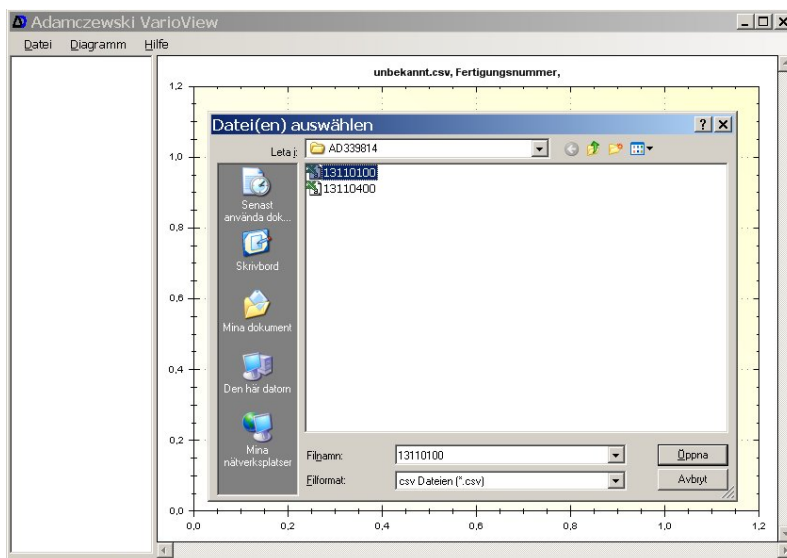 Adamczewski VarioView
Datei Diagramm Hilfe
unbekannt.csv, Fertigungsnummer,
1,2
1,0
0,8
0,6
0,4
0,2
0,0
0,0 0,2 0,4 0,6 0,8 1,0 1,2
Datei(en) auswählen
Leta i: AD339814
Senast
använda dok...
Skrivbord
Mina dokument
Den här datorn
Mina
nätverksplatser
13110100
13110400
Filnamn: 13110100 Öppna
Filformat: csv Dateien (*.csv) Avbryt